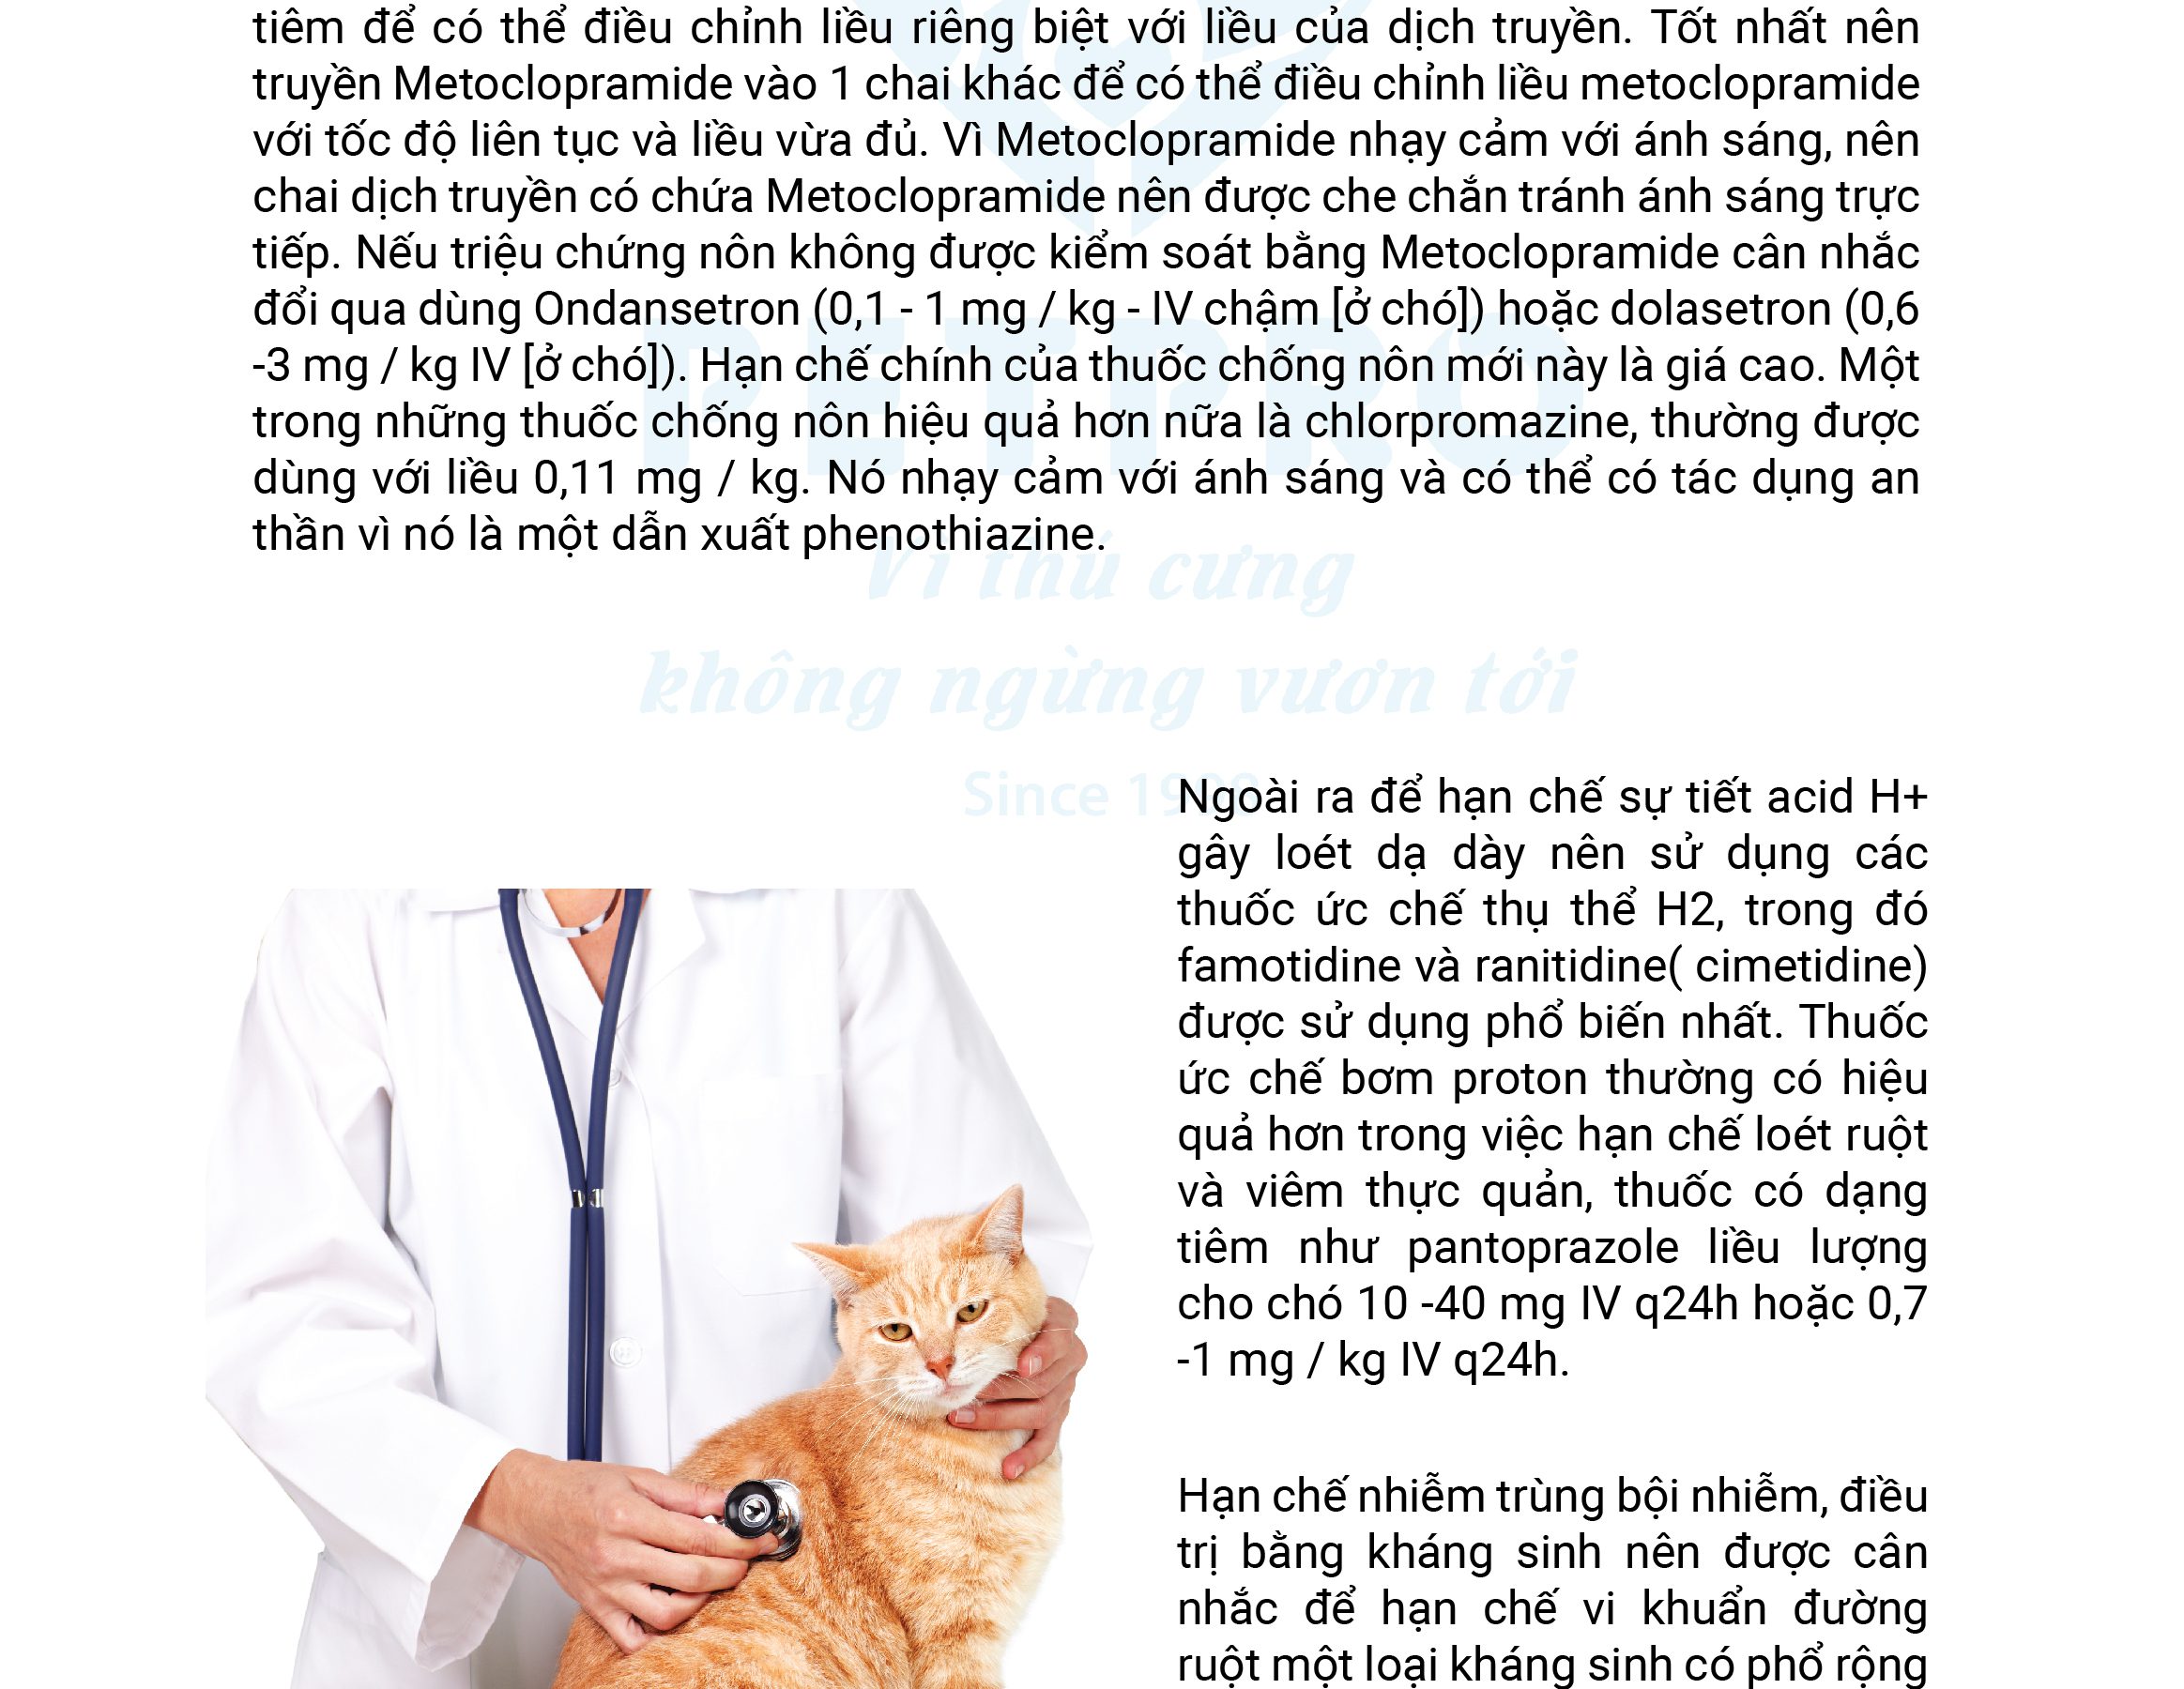 tiêm để có thể điều chỉnh liều riêng biệt với liều của dịch truyền. Tốt nhất nên
truyền Metoclopramide vào 1 chai khác để có thể điều chỉnh liều metoclopramide
với tốc độ liên tục và liều vừa đủ. Vì Metoclopramide nhạy cảm với ánh sáng, nên
chai dịch truyền có chứa Metoclopramide nên được che chắn tránh ánh sáng trực
tiếp. Nếu triệu chứng nôn không được kiểm soát bằng Metoclopramide cân nhắc
đổi qua dùng Ondansetron (0,1 - 1 mg / kg - IV chậm [ở chó]) hoặc dolasetron (0,6
-3 mg / kg IV [ở chó]). Hạn chế chính của thuốc chống nôn mới này là giá cao. Một
trong những thuốc chống nôn hiệu quả hơn nữa là chlorpromazine, thường được
dùng với liều 0,11 mg / kg. Nó nhạy cảm với ánh sáng và có thể có tác dụng an
thần vì nó là một dẫn xuất phenothiazine.
PETPRO
Vì thú cưng
không ngừng vươn tới
Since 19
Ngoài ra để hạn chế sự tiết acid H+
gây loét dạ dày nên sử dụng các
thuốc ức chế thụ thể H2, trong đó
famotidine và ranitidine( cimetidine)
được sử dụng phổ biến nhất. Thuốc
ức chế bơm proton thường có hiệu
quả hơn trong việc hạn chế loét ruột
và viêm thực quản, thuốc có dạng
tiêm như pantoprazole liều lượng
cho chó 10 -40 mg IV q24h hoặc 0,7
-1 mg / kg IV q24h.
Hạn chế nhiễm trùng bội nhiễm, điều
trị bằng kháng sinh nên được cân
nhắc để hạn chế vi khuẩn đường
ruột một loại kháng sinh có phổ rộng